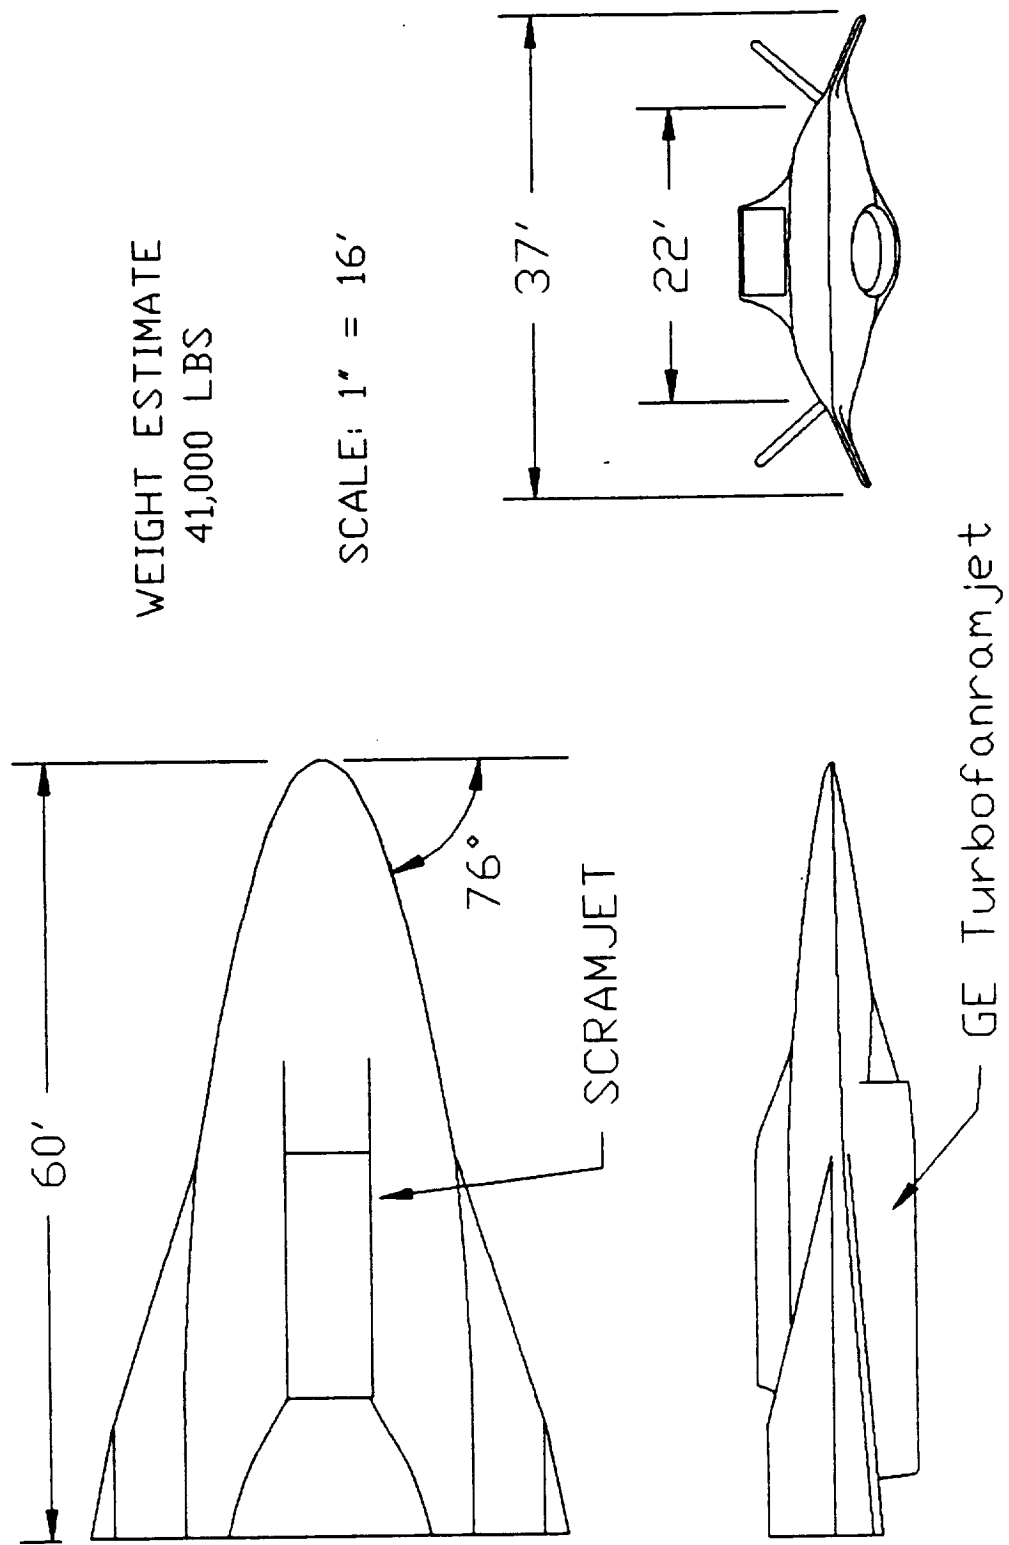 WEIGHT ESTIMATE
41,000 LBS
SCALE: 1" = 16'
60'
76°
SCRAMJET
37'
22'
GE Turbofanramjet